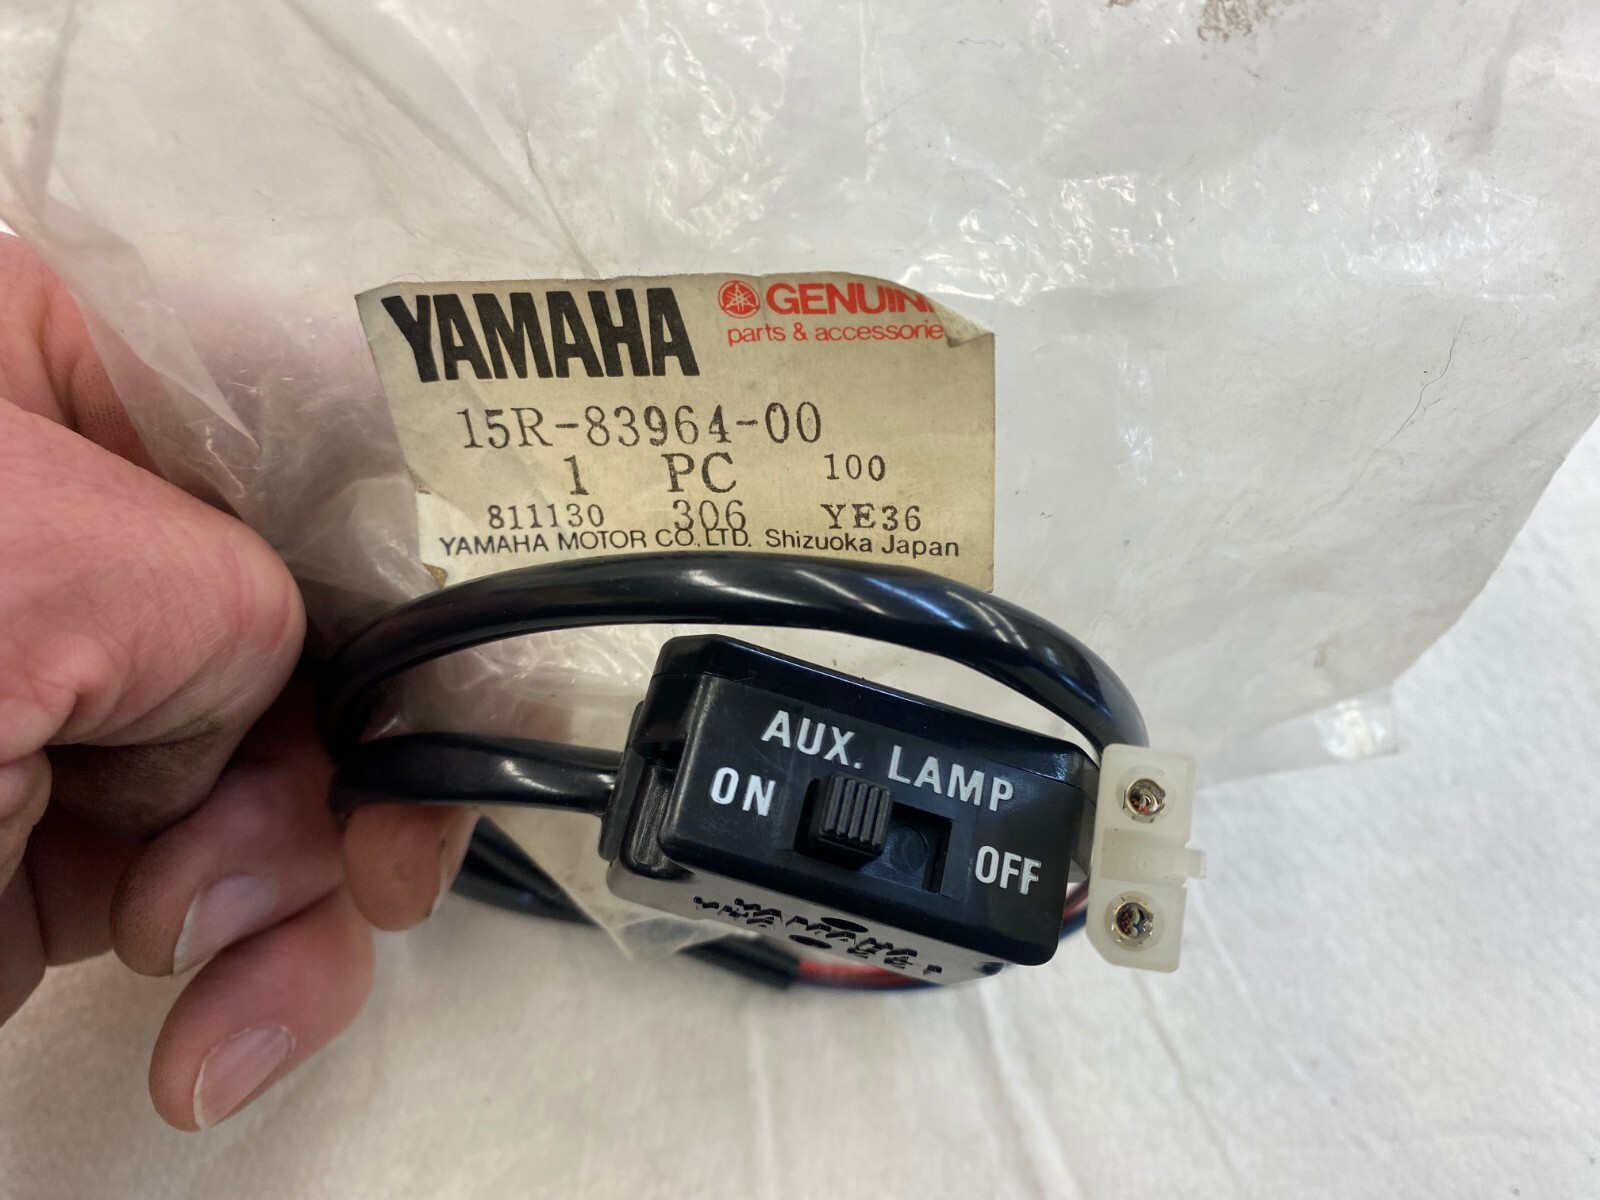 YAMAHA
GENUIN
parts & accessorie
15R-83964-00
1 PC 100
811130 306 YE36
YAMAHA MOTOR CO., LTD. Shizuoka Japan
AUX. LAMP
ON
OFF